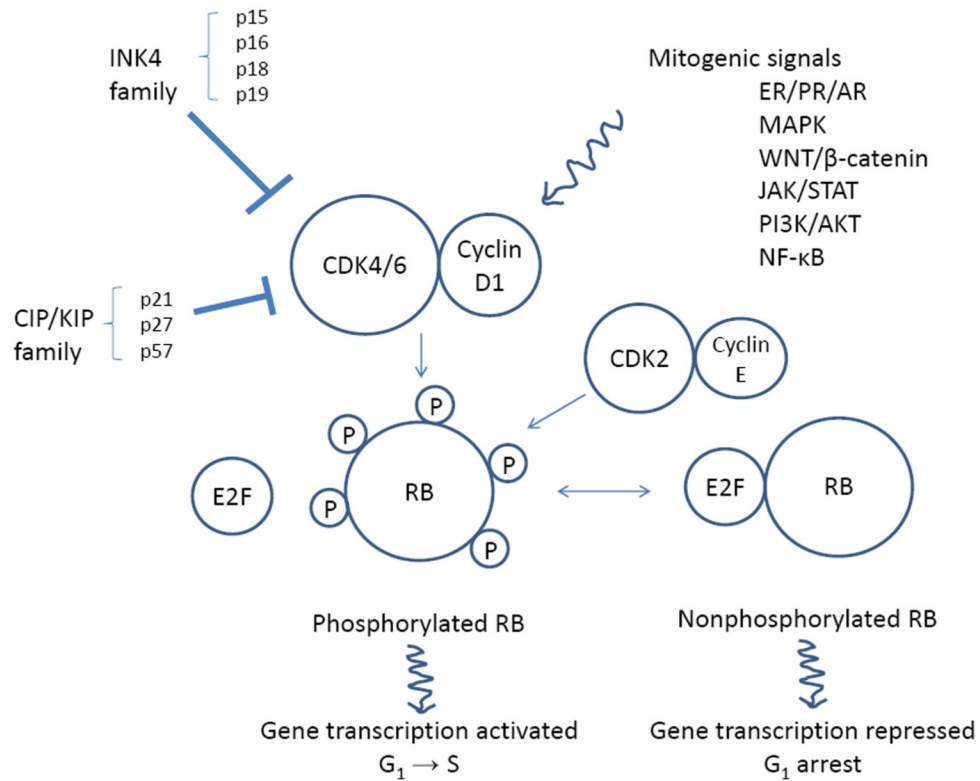 INK4
family
p15
p16
p18
p19
Mitogenic signals
ER/PR/AR
MAPK
WNT/β-catenin
JAK/STAT
PI3K/AKT
NF-κB
CDK4/6
Cyclin
D1
CIP/KIP
family
p21
p27
p57
CDK2
Cyclin
E
P
P
P
P
P
E2F
RB
E2F
RB
Phosphorylated RB
Nonphosphorylated RB
Gene transcription activated
G₁ → S
Gene transcription repressed
G₁ arrest